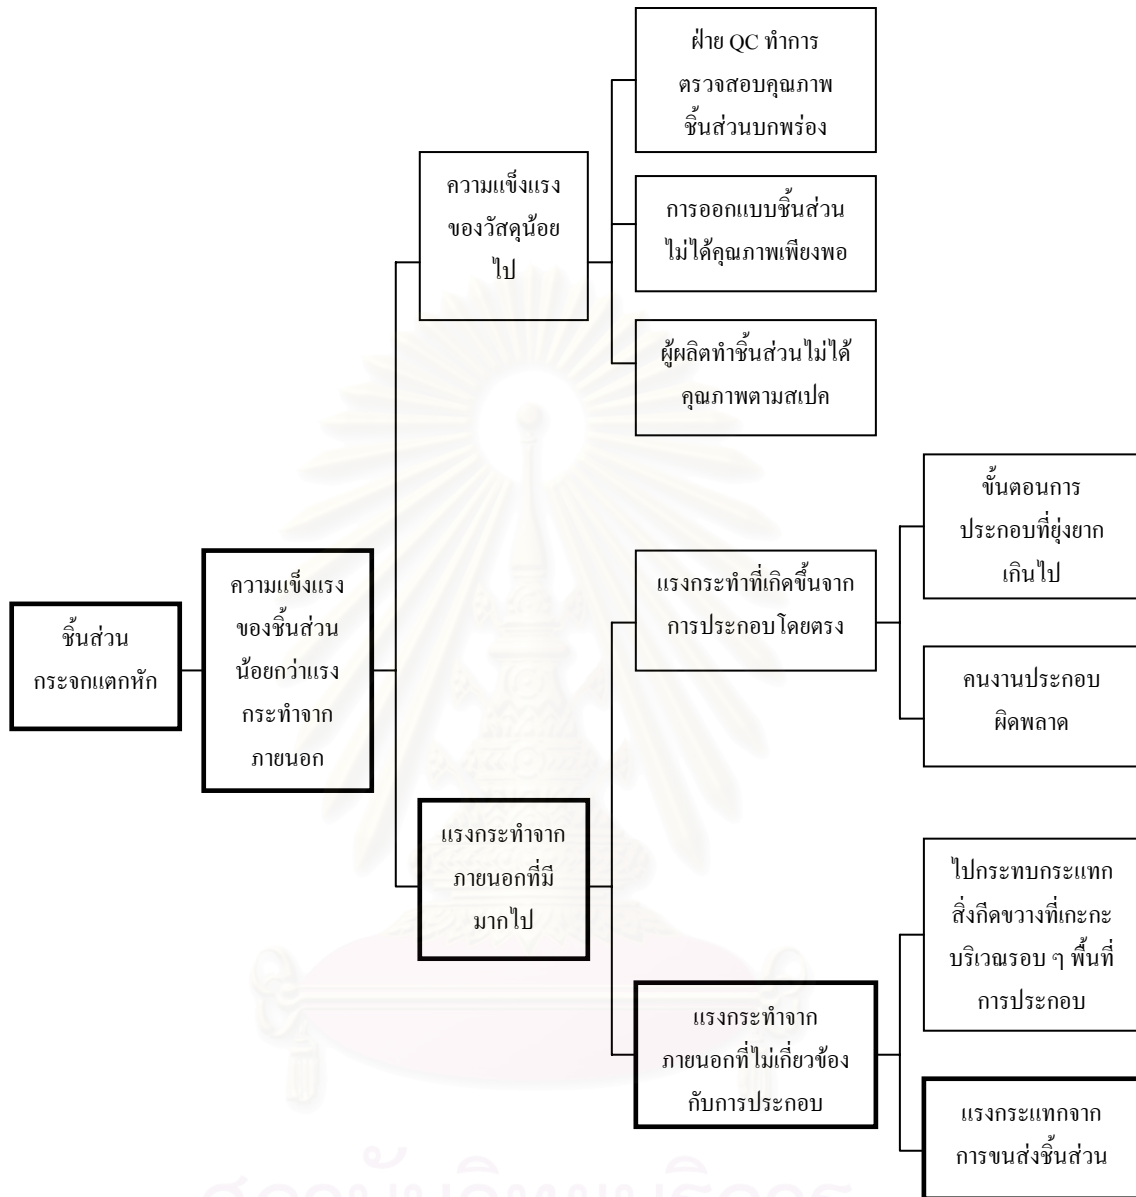 ฝ่าย QC ทำการ
ตรวจสอบคุณภาพ
ชิ้นส่วนบกพร่อง
ความแข็งแรง
ของวัสดุน้อย
ไป
การออกแบบชิ้นส่วน
ไม่ได้คุณภาพเพียงพอ
ผู้ผลิตทำชิ้นส่วนไม่ได้
คุณภาพตามสเปค
ขั้นตอนการ
ประกอบที่ยุ่งยาก
เกินไป
แรงกระทำที่เกิดขึ้นจาก
การประกอบโดยตรง
ความแข็งแรง
ของชิ้นส่วน
น้อยกว่าแรง
กระทำจาก
ภายนอก
ชิ้นส่วน
กระจกแตกหัก
คนงานประกอบ
ผิดพลาด
แรงกระทำจาก
ภายนอกที่มี
มากไป
ไปกระทบกระแทก
สิ่งกีดขวางที่เกะกะ
บริเวณรอบ ๆ พื้นที่
การประกอบ
แรงกระทำจาก
ภายนอกที่ไม่เกี่ยวข้อง
กับการประกอบ
แรงกระแทกจาก
การขนส่งชิ้นส่วน